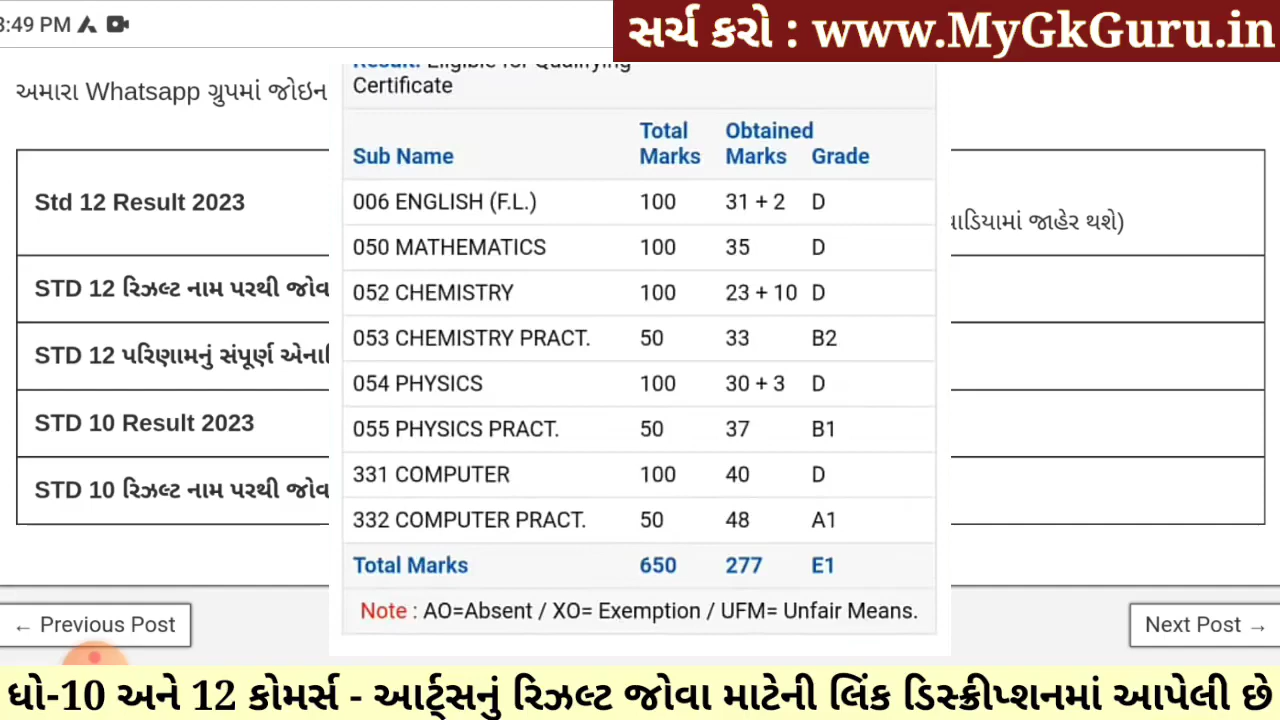 3:49 PM
સર્ચ કરો : www.MyGkGuru.in
અમારા Whatsapp ગ્રુપમાં જોઇન
Result: Eligible for Qualifying
Certificate
Sub Name Total Marks Obtained Marks Grade
006 ENGLISH (F.L.) 100 31 + 2 D
050 MATHEMATICS 100 35 D
052 CHEMISTRY 100 23 + 10 D
053 CHEMISTRY PRACT. 50 33 B2
054 PHYSICS 100 30 + 3 D
055 PHYSICS PRACT. 50 37 B1
331 COMPUTER 100 40 D
332 COMPUTER PRACT. 50 48 A1
Total Marks 650 277 E1
Note : AO=Absent / XO= Exemption / UFM= Unfair Means.
Std 12 Result 2023
જાહેર થશે)
STD 12 રિઝલ્ટ નામ પરથી
STD 12 પરિણામનું સંપૂર્ણ
STD 10 Result 2023
STD 10 રિઝલ્ટ નામ પરથી
← Previous Post
Next Post →
ધો-10 અને 12 કોમર્સ - આર્ટ્સનું રિઝલ્ટ જોવા માટેની લિંક ડિસ્ક્રીપ્શનમાં આપેલી છે